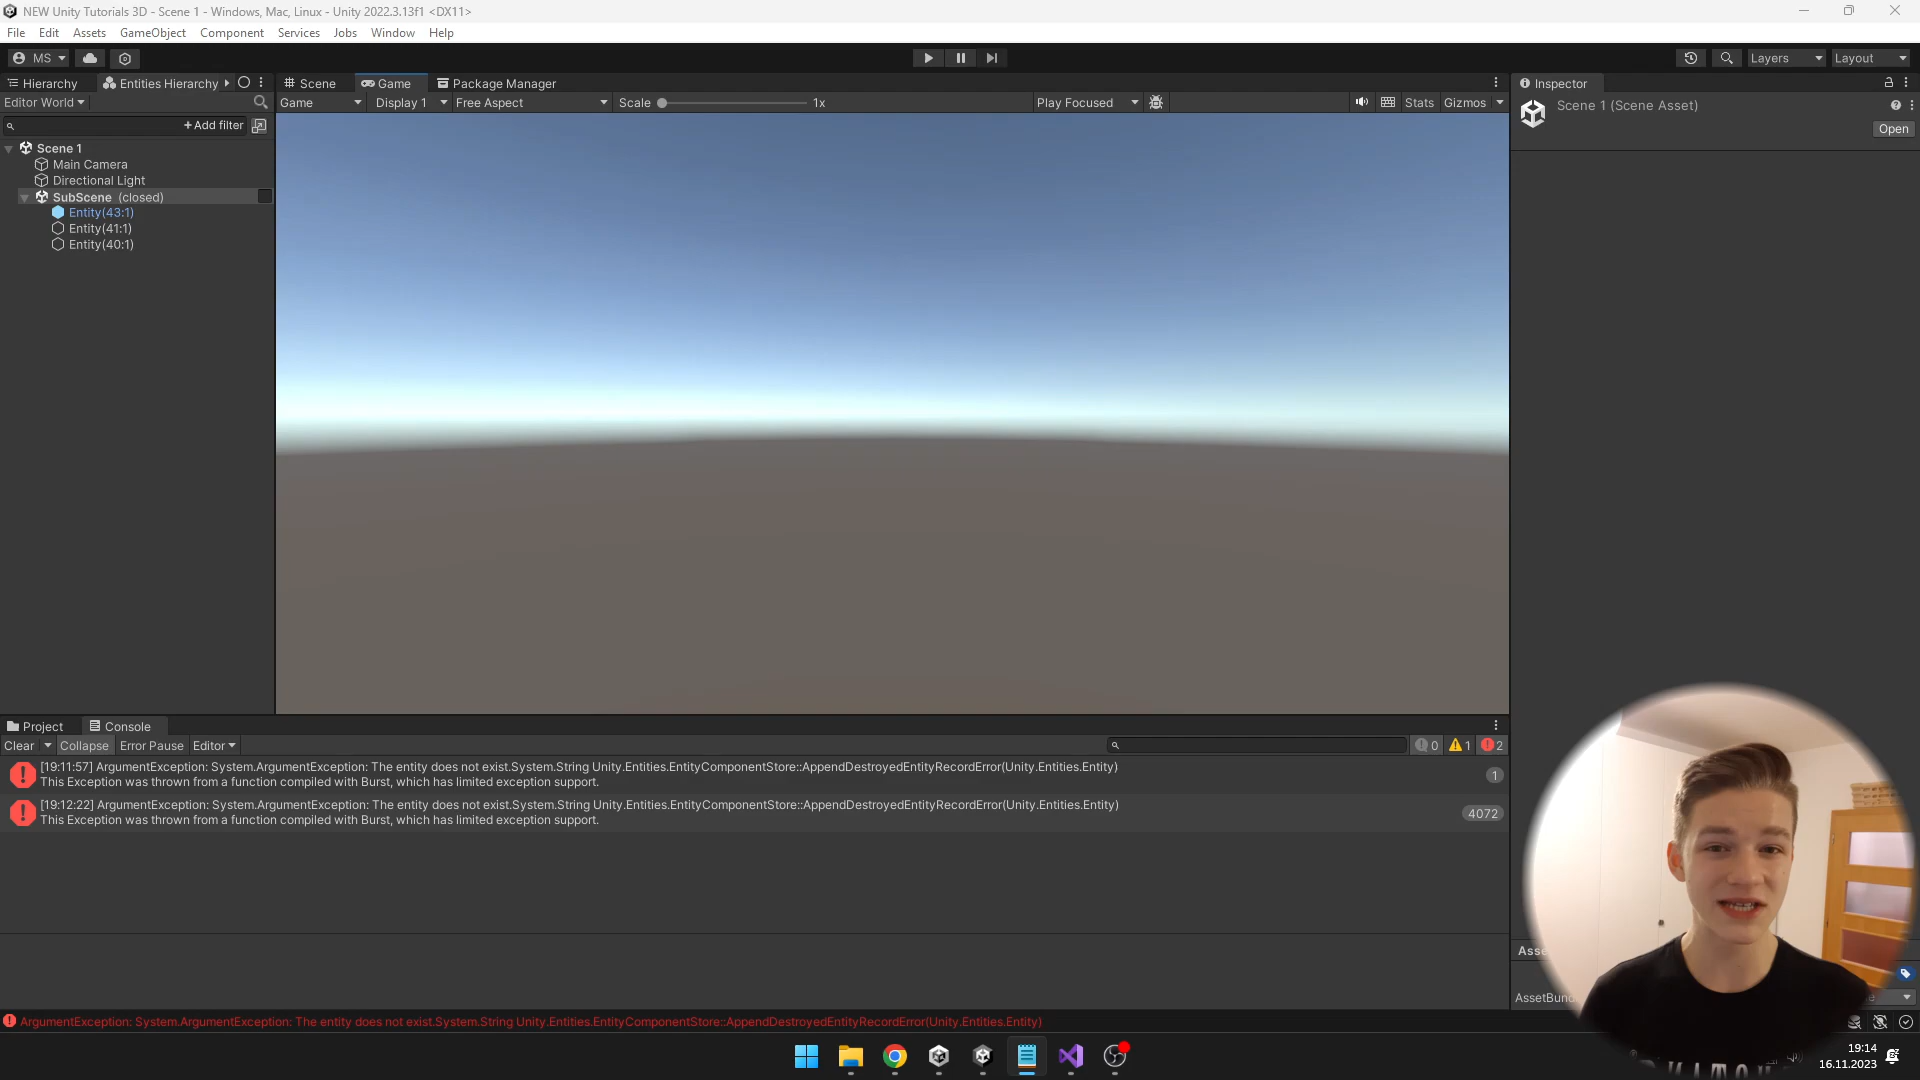 NEW Unity Tutorials 3D - Scene 1 - Windows, Mac, Linux - Unity 2022.3.13f1 <DX11>
File Edit Assets GameObject Component Services Jobs Window Help
MS Layers Layout
Hierarchy Entities Hierarchy Scene Game Package Manager Inspector
Editor World Game Display 1 Free Aspect Scale 1x Play Focused Stats Gizmos Scene 1 (Scene Asset)
+ Add filter Open
Scene 1
Main Camera
Directional Light
SubScene (closed)
Entity(43:1)
Entity(41:1)
Entity(40:1)
Project Console
Clear Collapse Error Pause Editor 0 1 2
[19:11:57] ArgumentException: System.ArgumentException: The entity does not exist.System.String Unity.Entities.EntityComponentStore::AppendDestroyedEntityRecordError(Unity.Entities.Entity)
This Exception was thrown from a function compiled with Burst, which has limited exception support.
1
[19:12:22] ArgumentException: System.ArgumentException: The entity does not exist.System.String Unity.Entities.EntityComponentStore::AppendDestroyedEntityRecordError(Unity.Entities.Entity)
This Exception was thrown from a function compiled with Burst, which has limited exception support.
4072
ArgumentException: System.ArgumentException: The entity does not exist.System.String Unity.Entities.EntityComponentStore::AppendDestroyedEntityRecordError(Unity.Entities.Entity)
19:14
16.11.2023